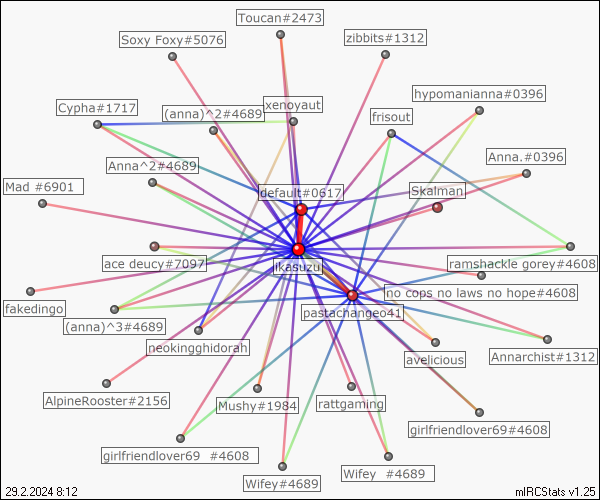 Toucan#2473
Soxy Foxy#5076
zibbits#1312
hypomanianna#0396
Cypha#1717
(anna)^2#4689
xenoyaut
frisout
Anna^2#4689
Anna.#0396
Mad #6901
default#0617
Skalman
ace deucy#7097
ikasuzu
ramshackle gorey#4608
no cops no laws no hope#4608
fakedingo
(anna)^3#4689
pastachangeo41
neokingghidorah
avelicious
Annarchist#1312
AlpineRooster#2156
Mushy#1984
rattgaming
girlfriendlover69#4608
girlfriendlover69 #4608
Wifey #4689
Wifey#4689
29.2.2024 8:12
mIRCStats v1.25